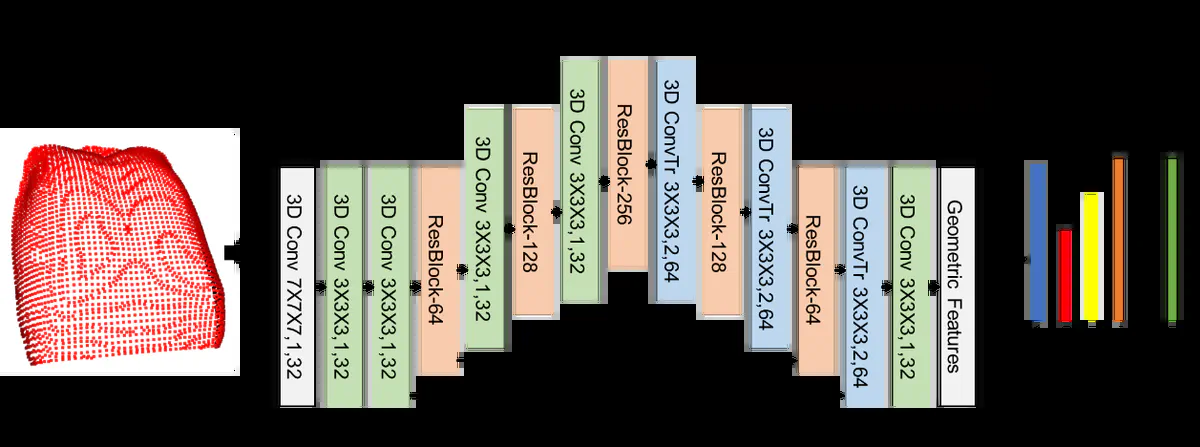 3D Conv 7X7X7,1,32
3D Conv 3X3X3,1,32
3D Conv 3X3X3,1,32
ResBlock-64
3D Conv 3X3X3,1,32
ResBlock-128
3D Conv 3X3X3,1,32
ResBlock-256
3D ConvTr 3X3X3,2,64
ResBlock-128
3D ConvTr 3X3X3,2,64
ResBlock-64
3D ConvTr 3X3X3,2,64
3D Conv 3X3X3,1,32
Geometric Features